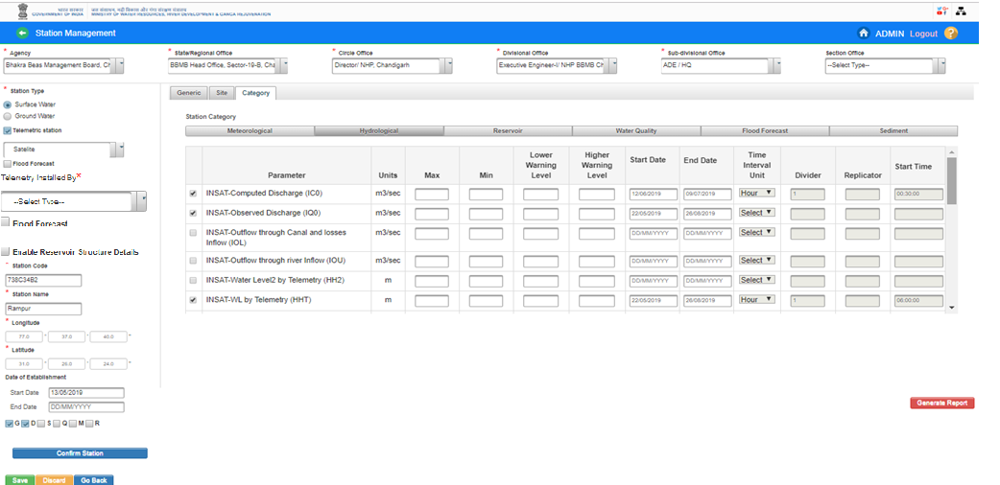 भारत सरकार जल संसाधन, नदी विकास और गंगा संरक्षण मंत्रालय
GOVERNMENT OF INDIA MINISTRY OF WATER RESOURCES, RIVER DEVELOPMENT & GANGA REJUVENATION
Station Management ADMIN Logout ?
* Agency * State/Regional Office * Circle Office * Divisional Office * Sub-divisional Office Section Office
Bhakra Beas Management Board, Ch BBMB Head Office, Sector-19-B, Cha Director/ NHP, Chandigarh Executive Engineer-I/ NHP BBMB Ch ADE / HQ --Select Type--
* Station Type
Surface Water
Ground Water
Telemetric station
Satelite
Flood Forecast
Telemetry Installed By*
--Select Type--
Flood Forecast
Enable Reservoir Structure Details
* Station Code
738C34B2
* Station Name
Rampur
* Longitude
77.0 ° 37.0 ' 40.0 "
* Latitude
31.0 ° 26.0 ' 24.0 "
Date of Establishment
Start Date 13/05/2019
End Date DD/MM/YYYY
G D S Q M R
Confirm Station
Save Discard Go Back
Generic Site Category
Station Category
Meteorological Hydrological Reservoir Water Quality Flood Forecast Sediment
Parameter Units Max Min Lower Warning Level Higher Warning Level Start Date End Date Time Interval Unit Divider Replicator Start Time
INSAT-Computed Discharge (IC0) m3/sec 12/06/2019 09/07/2019 Hour 1 00:30:00
INSAT-Observed Discharge (IQ0) m3/sec 22/05/2019 26/08/2019 Select
INSAT-Outflow through Canal and losses m3/sec DD/MM/YYYY DD/MM/YYYY Select
Inflow (IOL)
INSAT-Outflow through river Inflow (IOU) m3/sec DD/MM/YYYY DD/MM/YYYY Select
INSAT-Water Level2 by Telemetry (HH2) m DD/MM/YYYY DD/MM/YYYY Select
INSAT-WL by Telemetry (HHT) m 22/05/2019 26/08/2019 Hour 1 06:00:00
Generate Report